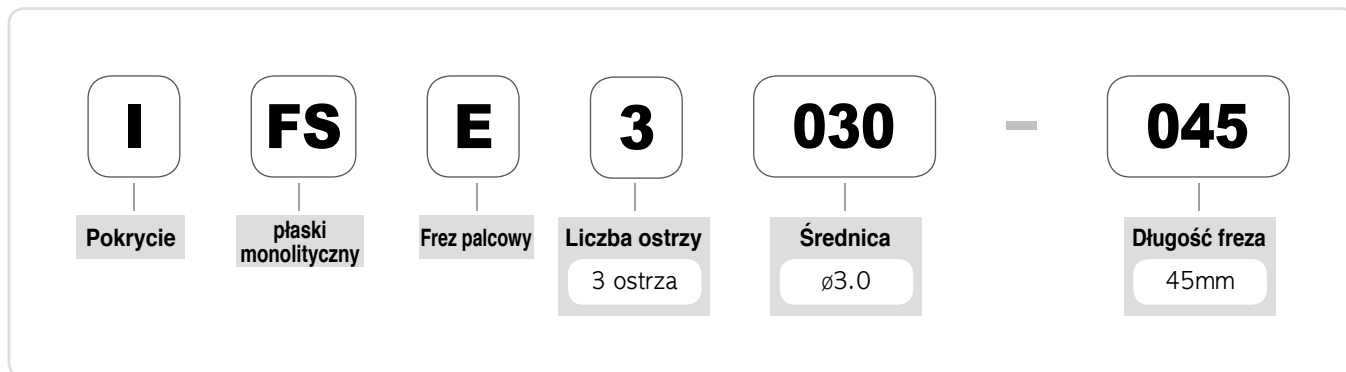 I FS E 3 030 - 045
Pokrycie
płaski
monolityczny
Frez palcowy
Liczba ostrzy
3 ostrza
Średnica
ø3.0
Długość freza
45mm